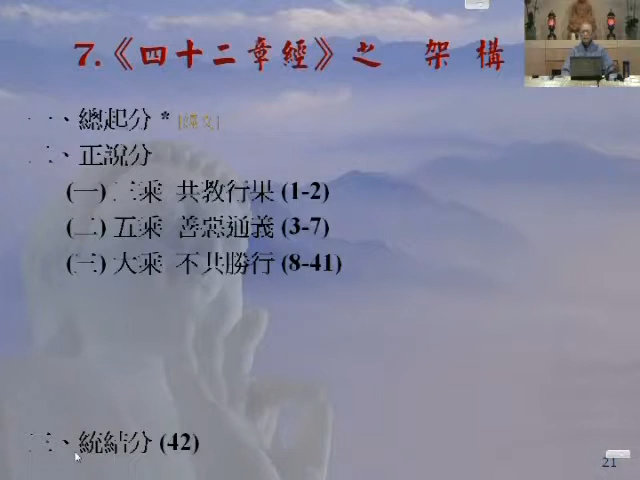 7.《四十二章經》之 架 構
一、總起分 * [經文]
二、正說分
(一) 三乘 共教行果 (1-2)
(二) 五乘 善惡通義 (3-7)
(三) 大乘 不共勝行 (8-41)
三、統結分 (42)
21